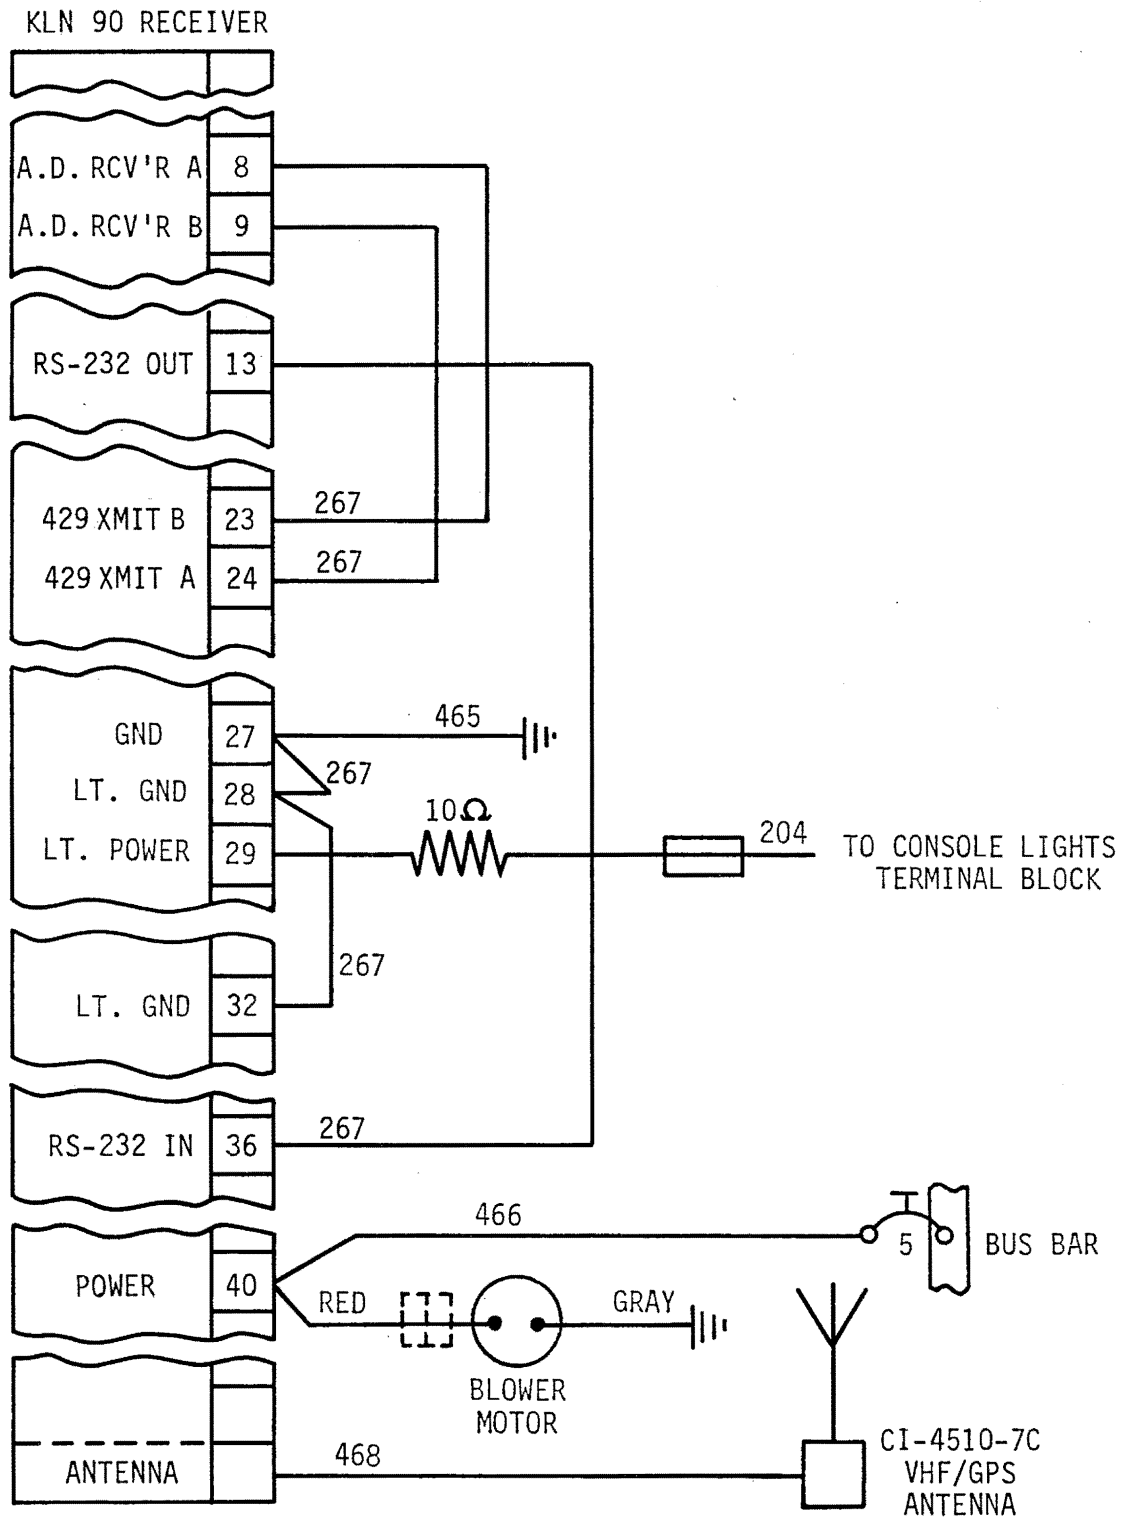 KLN 90 RECEIVER
A.D. RCV'R A 8
A.D. RCV'R B 9
RS-232 OUT 13
429 XMIT B 23 267
429 XMIT A 24 267
GND 27 465
LT. GND 28 267
10Ω
LT. POWER 29 204 TO CONSOLE LIGHTS
TERMINAL BLOCK
LT. GND 32 267
RS-232 IN 36 267
466
5 BUS BAR
POWER 40
RED GRAY
BLOWER
MOTOR
ANTENNA 468
CI-4510-7C
VHF/GPS
ANTENNA